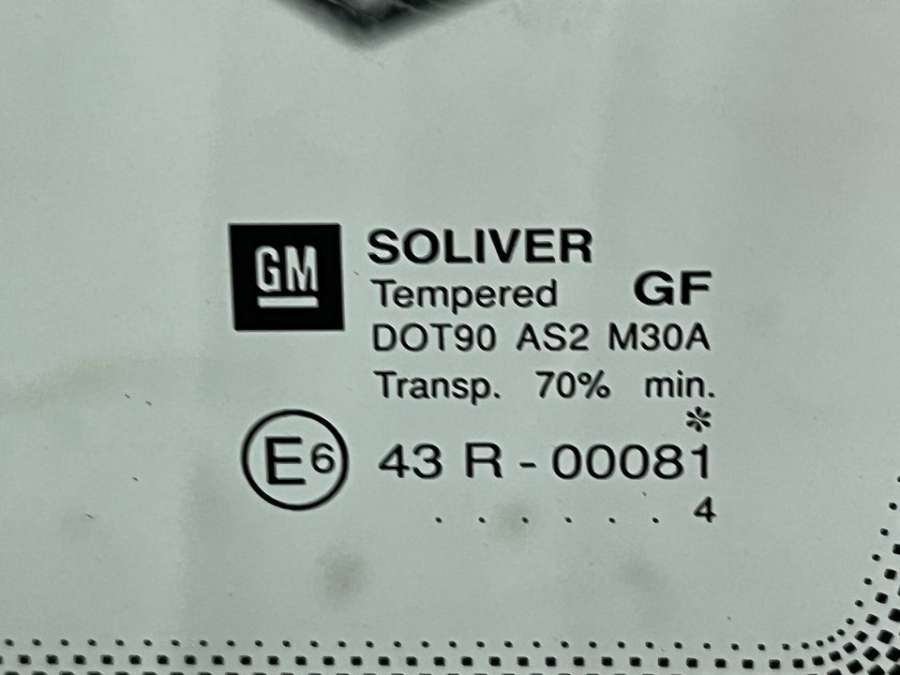 GM
SOLIVER
Tempered GF
DOT90 AS2 M30A
Transp. 70% min.
*
E6 43 R - 00081
. . . . . . 4